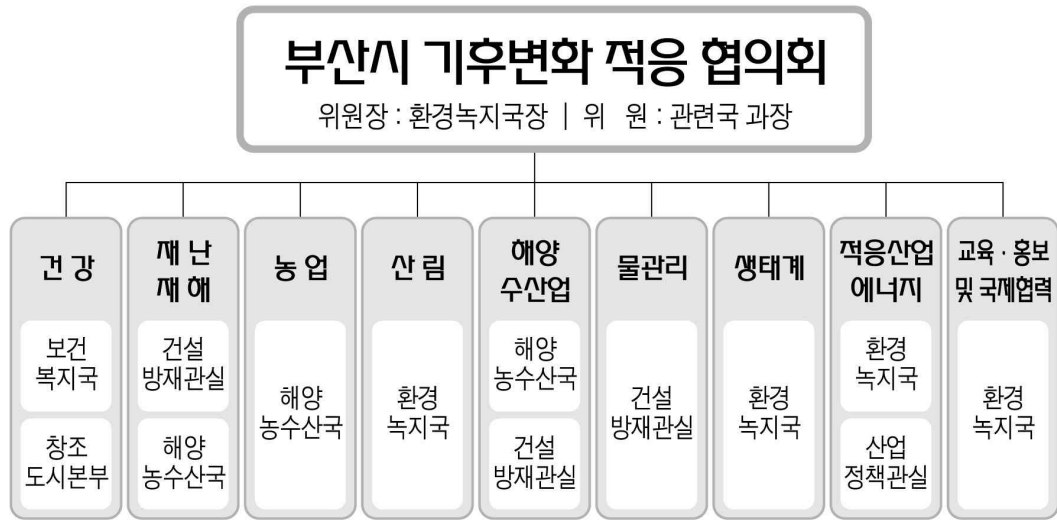 부산시 기후변화 적응 협의회
위원장 : 환경녹지국장 | 위 원 : 관련국 과장
건 강
보건
복지국
창조
도시본부
재 난
재 해
건설
방재관실
해양
농수산국
농 업
해양
농수산국
산 림
환경
녹지국
해양
수산업
해양
농수산국
건설
방재관실
물관리
건설
방재관실
생태계
환경
녹지국
적응산업
에너지
환경
녹지국
산업
정책관실
교육 · 홍보
및 국제협력
환경
녹지국